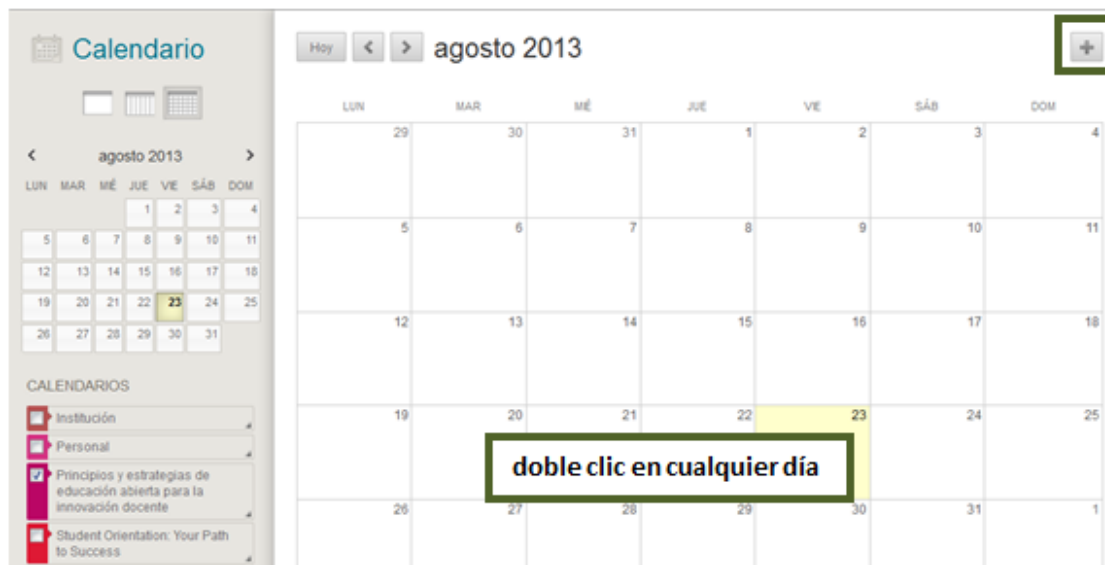 Calendario
agosto 2013
LUN MAR MIÉ JUE VIE SÁB DOM
1 2 3 4
5 6 7 8 9 10 11
12 13 14 15 16 17 18
19 20 21 22 23 24 25
26 27 28 29 30 31
CALENDARIOS
Institución
Personal
Principios y estrategias de
educación abierta para la
innovación docente
Student Orientation: Your Path
to Success
Hoy < > agosto 2013 +
LUN MAR MIÉ JUE VIE SÁB DOM
29 30 31 1 2 3 4
5 6 7 8 9 10 11
12 13 14 15 16 17 18
19 20 21 22 23 24 25
doble clic en cualquier día
26 27 28 29 30 31 1